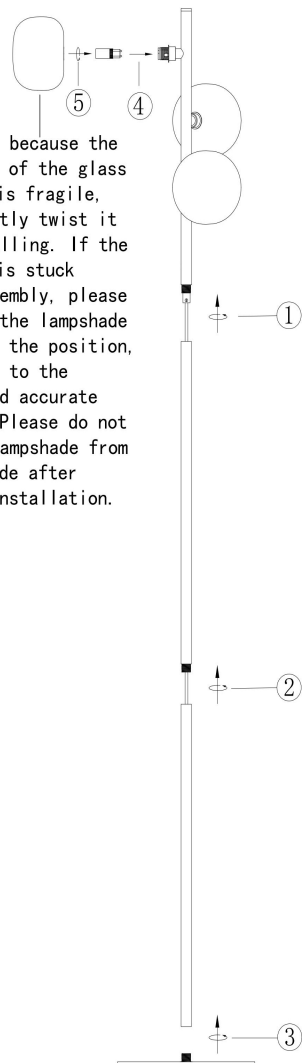 ⑤
④
because the
of the glass
is fragile,
tly twist it
lling. If the
is stuck
embly, please
the lampshade
the position,
to the
d accurate
Please do not
ampshade from
de after
nstallation.
①
②
③